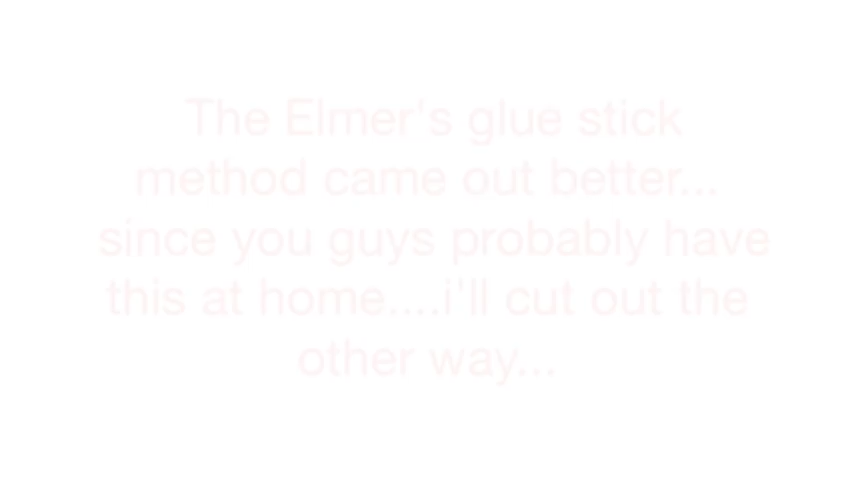 The Elmer's glue stick
method came out better...
since you guys probably have
this at home....i'll cut out the
other way...